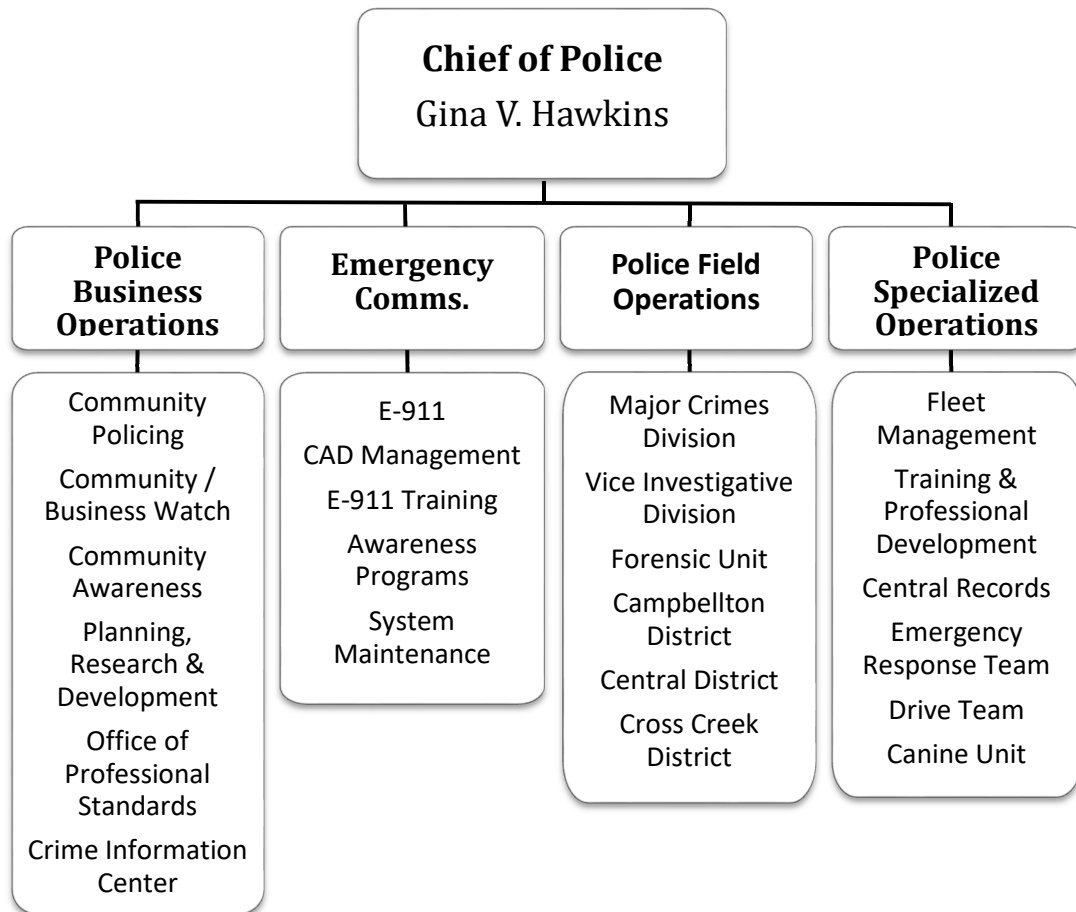 Chief of Police
Gina V. Hawkins
Police
Business
Operations
Emergency
Comms.
Police Field
Operations
Police
Specialized
Operations
Community
Policing
Community /
Business Watch
Community
Awareness
Planning,
Research &
Development
Office of
Professional
Standards
Crime Information
Center
E-911
CAD Management
E-911 Training
Awareness
Programs
System
Maintenance
Major Crimes
Division
Vice Investigative
Division
Forensic Unit
Campbellton
District
Central District
Cross Creek
District
Fleet
Management
Training &
Professional
Development
Central Records
Emergency
Response Team
Drive Team
Canine Unit